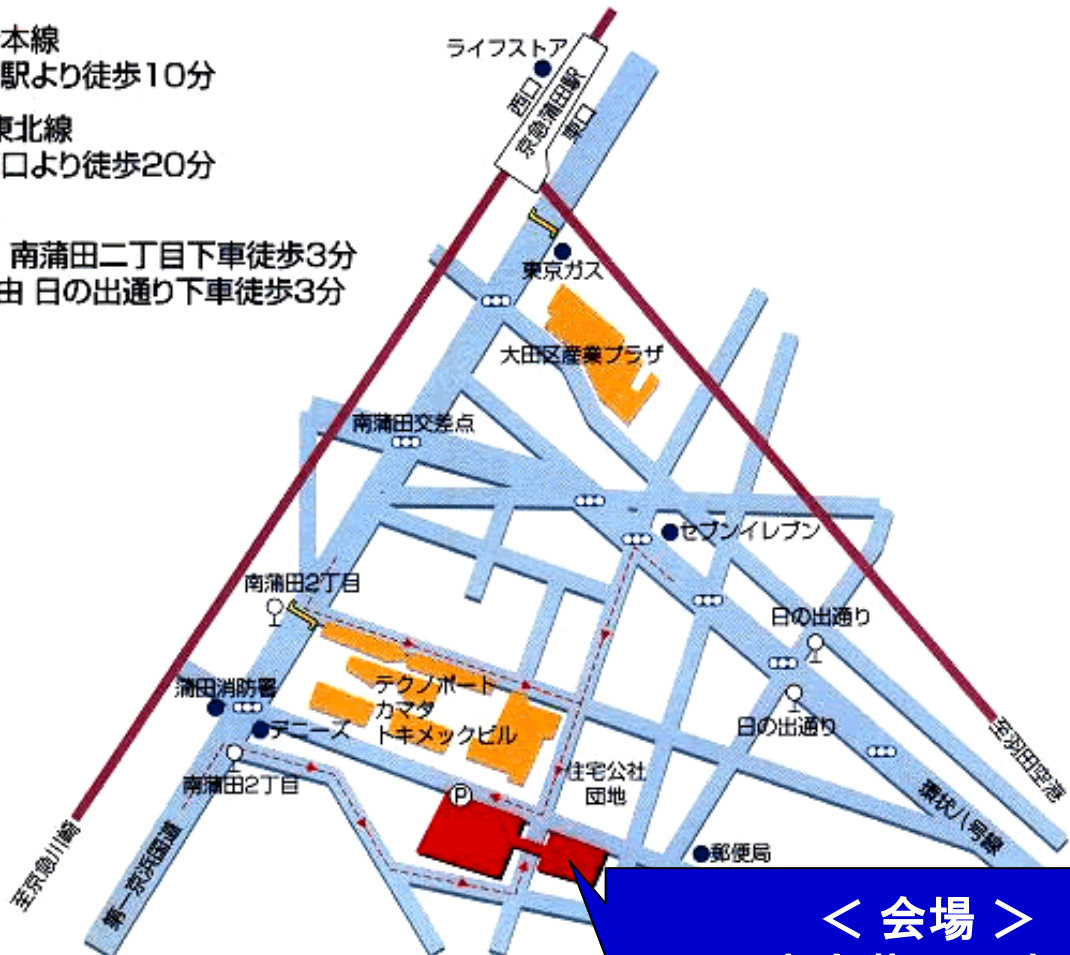 本線
駅より徒歩10分
東北線
口より徒歩20分
南蒲田二丁目下車徒歩3分
由 日の出通り下車徒歩3分
ライフストア
西口
京急蒲田駅
東口
東京ガス
大田区産業プラザ
南蒲田交差点
セブンイレブン
南蒲田2丁目
日の出通り
蒲田消防署
テクノポート
カマダ
トキメックビル
デニーズ
日の出通り
南蒲田2丁目
住宅公社
団地
P
至羽田空港
環状八号線
至京急川崎
第一京浜国道
郵便局
＜ 会場 ＞